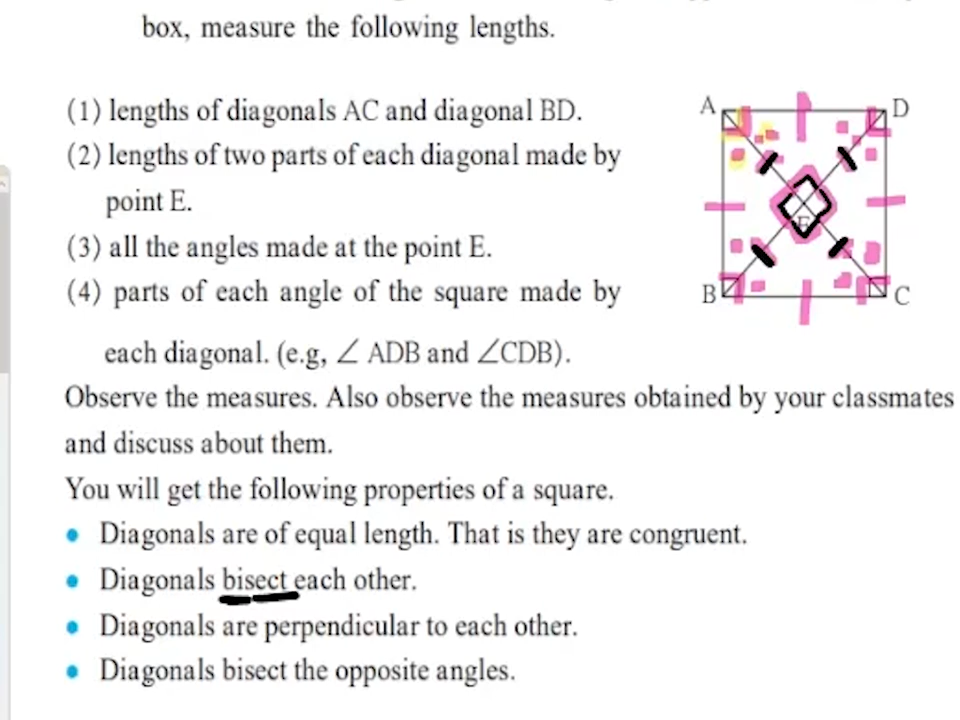 box, measure the following lengths.
(1) lengths of diagonals AC and diagonal BD.
(2) lengths of two parts of each diagonal made by
point E.
(3) all the angles made at the point E.
(4) parts of each angle of the square made by
each diagonal. (e.g, ∠ ADB and ∠CDB).
A
D
E
B
C
Observe the measures. Also observe the measures obtained by your classmates
and discuss about them.
You will get the following properties of a square.
• Diagonals are of equal length. That is they are congruent.
• Diagonals bisect each other.
• Diagonals are perpendicular to each other.
• Diagonals bisect the opposite angles.